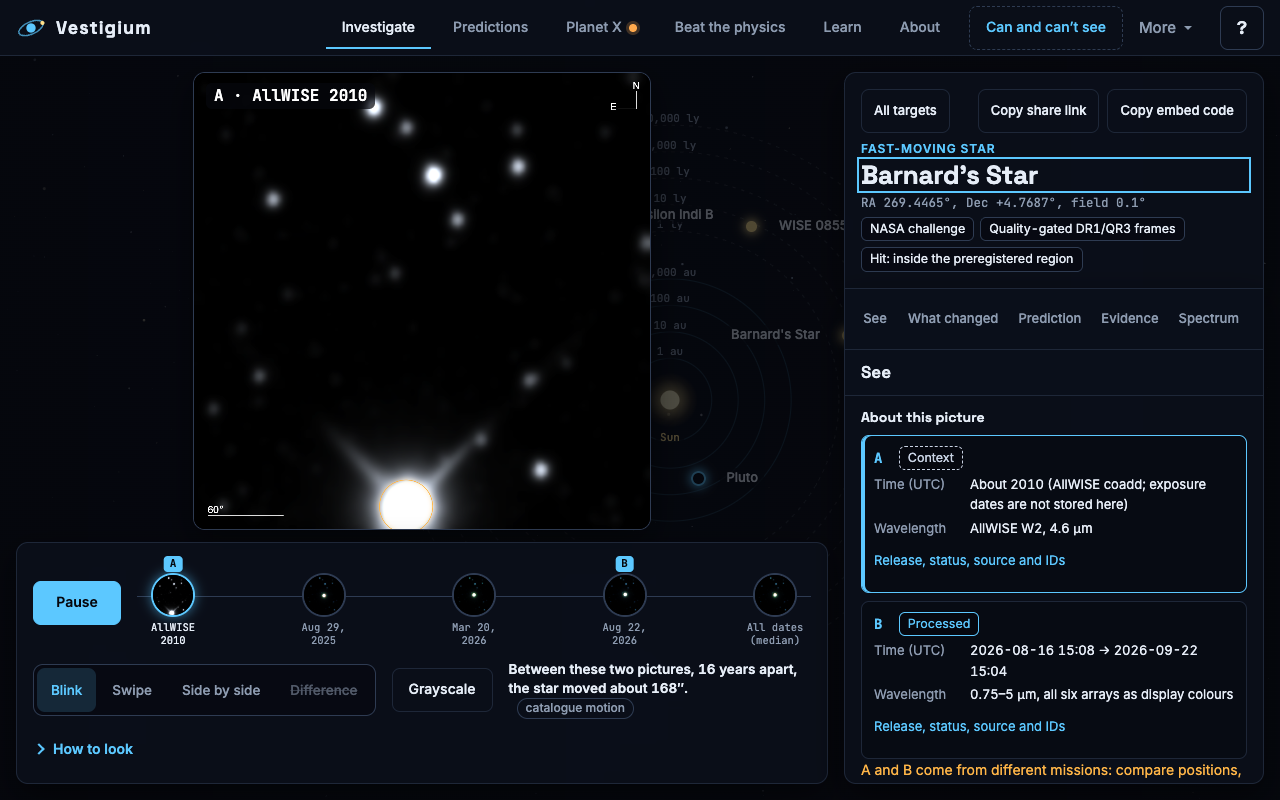 Vestigium
Investigate
Predictions
Planet X
Beat the physics
Learn
About
Can and can't see
More
?
A · AllWISE 2010
N
E
60"
,000 ly
,000 ly
100 ly
10 ly
1 ly
silon Indi B
WISE 0855
,000 au
100 au
10 au
1 au
Barnard's Star
Sun
Pluto
Pause
A
AllWISE
2010
Aug 29,
2025
Mar 20,
2026
B
Aug 22,
2026
All dates
(median)
Blink
Swipe
Side by side
Difference
Grayscale
Between these two pictures, 16 years apart,
the star moved about 168″.
catalogue motion
How to look
All targets
Copy share link
Copy embed code
FAST-MOVING STAR
Barnard’s Star
RA 269.4465°, Dec +4.7687°, field 0.1°
NASA challenge
Quality-gated DR1/QR3 frames
Hit: inside the preregistered region
See
What changed
Prediction
Evidence
Spectrum
See
About this picture
A
Context
Time (UTC)
About 2010 (AllWISE coadd; exposure
dates are not stored here)
Wavelength
AllWISE W2, 4.6 µm
Release, status, source and IDs
B
Processed
Time (UTC)
2026-08-16 15:08 → 2026-09-22
15:04
Wavelength
0.75–5 µm, all six arrays as display colours
Release, status, source and IDs
A and B come from different missions: compare positions,